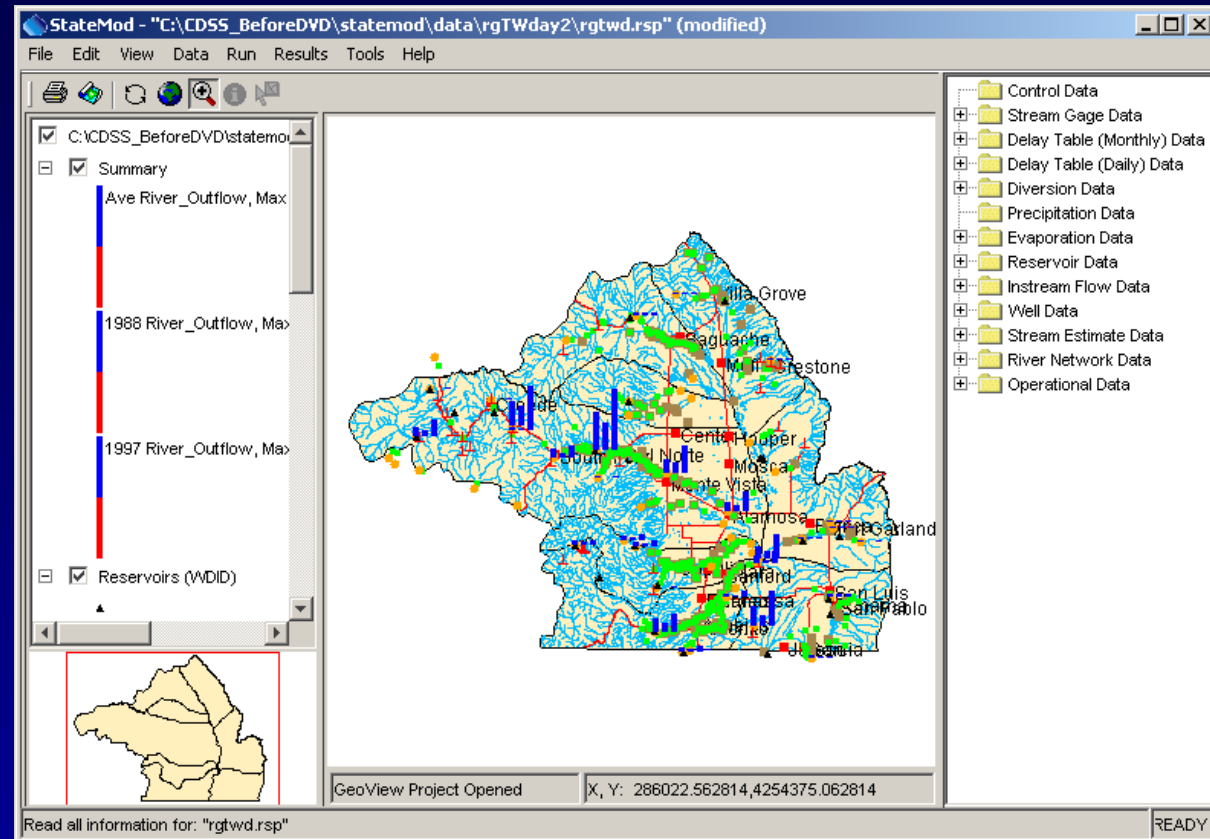 StateMod - "C:\CDSS_BeforeDVD\statemod\data\rgTWday2\rgtwd.rsp" (modified)
File Edit View Data Run Results Tools Help
C:\CDSS_BeforeDVD\statemo
Summary
Ave River_Outflow, Max
1988 River_Outflow, Max
1997 River_Outflow, Max
Reservoirs (WDID)
Villa Grove
Saguache
Crestone
Creede
Center
Hooper
Norte
Mosca
Monte Vista
Alamosa
Garland
San Luis
San Pablo
Control Data
Stream Gage Data
Delay Table (Monthly) Data
Delay Table (Daily) Data
Diversion Data
Precipitation Data
Evaporation Data
Reservoir Data
Instream Flow Data
Well Data
Stream Estimate Data
River Network Data
Operational Data
GeoView Project Opened
X, Y: 286022.562814,4254375.062814
Read all information for: "rgtwd.rsp"
READY